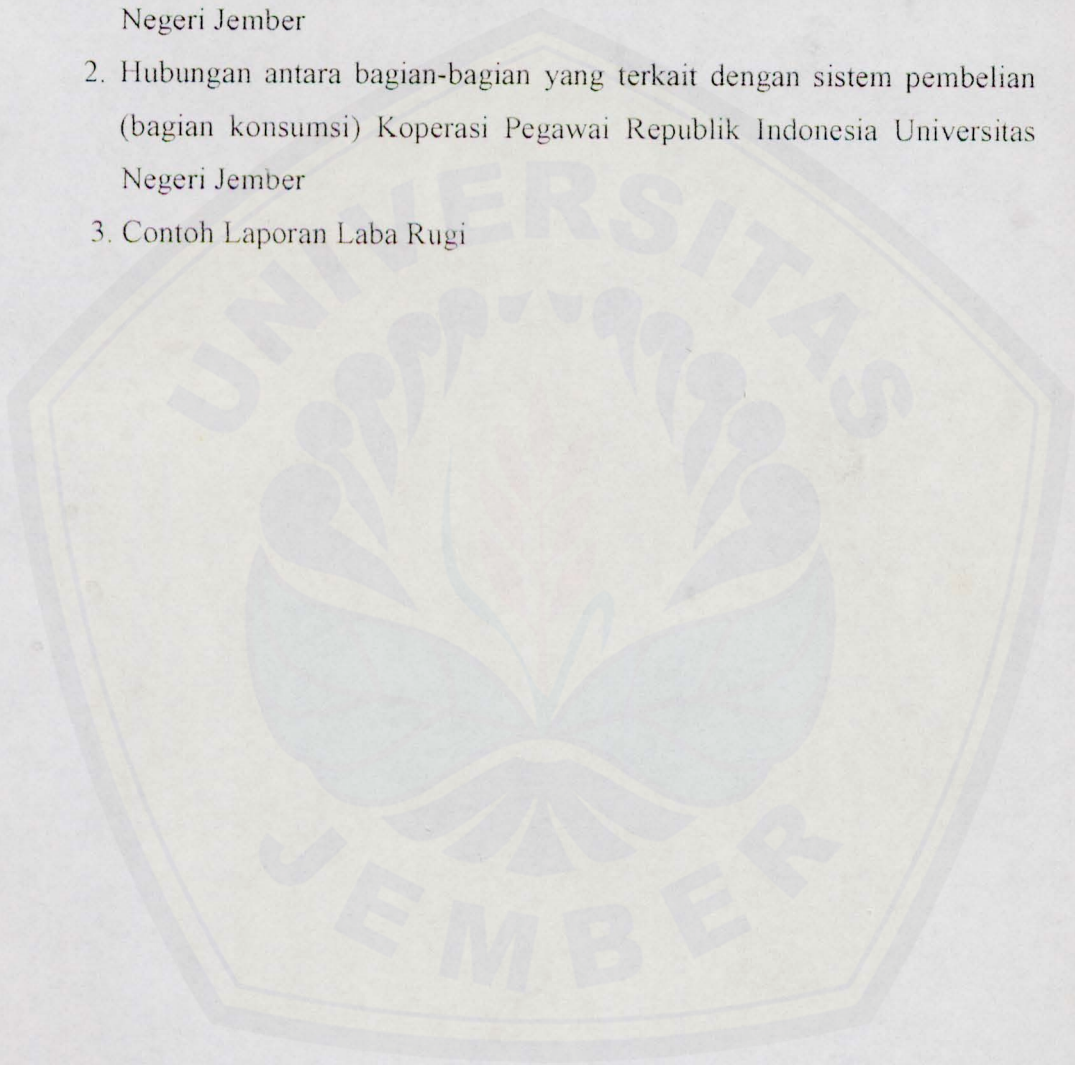 Negeri Jember
2. Hubungan antara bagian-bagian yang terkait dengan sistem pembelian
(bagian konsumsi) Koperasi Pegawai Republik Indonesia Universitas
Negeri Jember
3. Contoh Laporan Laba Rugi
UNIVERSITAS
JEMBER